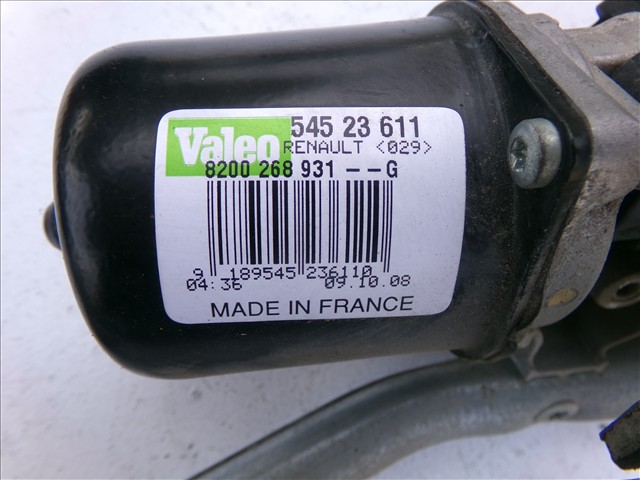 Valeo 545 23 611
RENAULT <029>
8200 268 931 -- G
9 189545 236110
04:36 09.10.08
MADE IN FRANCE